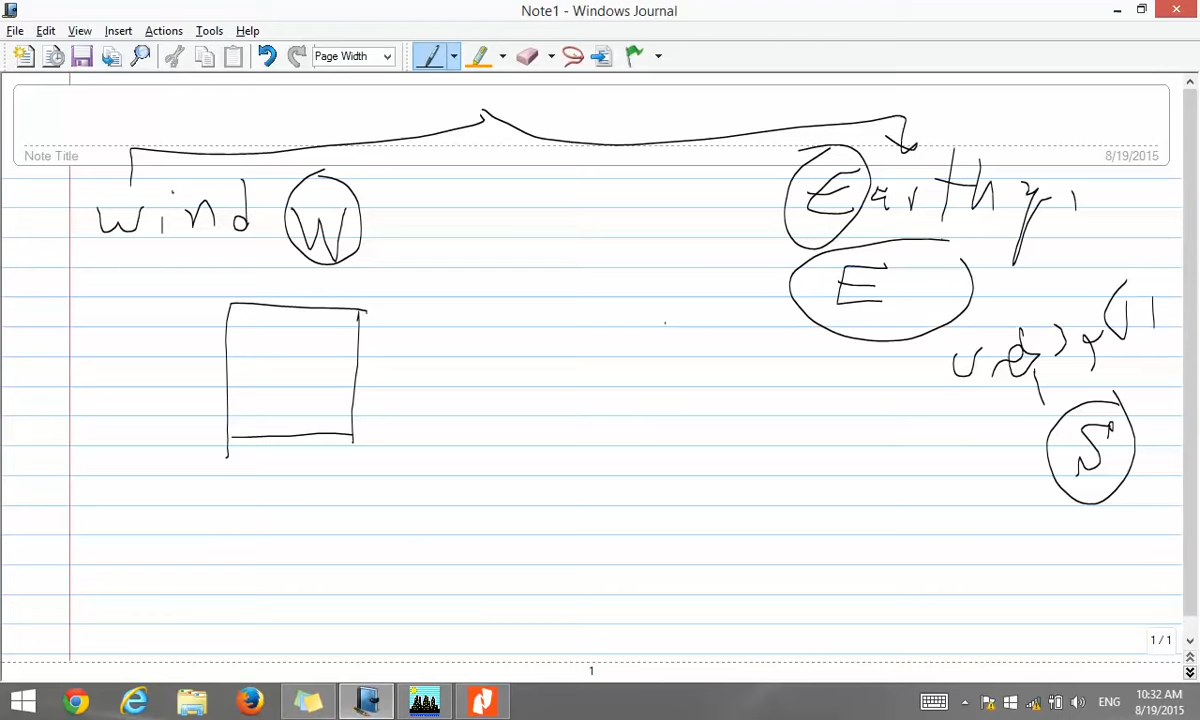 Note1 - Windows Journal
File Edit View Insert Actions Tools Help
Page Width
Note Title
8/19/2015
wind W
E
S
1 / 1
1
ENG
10:32 AM
8/19/2015